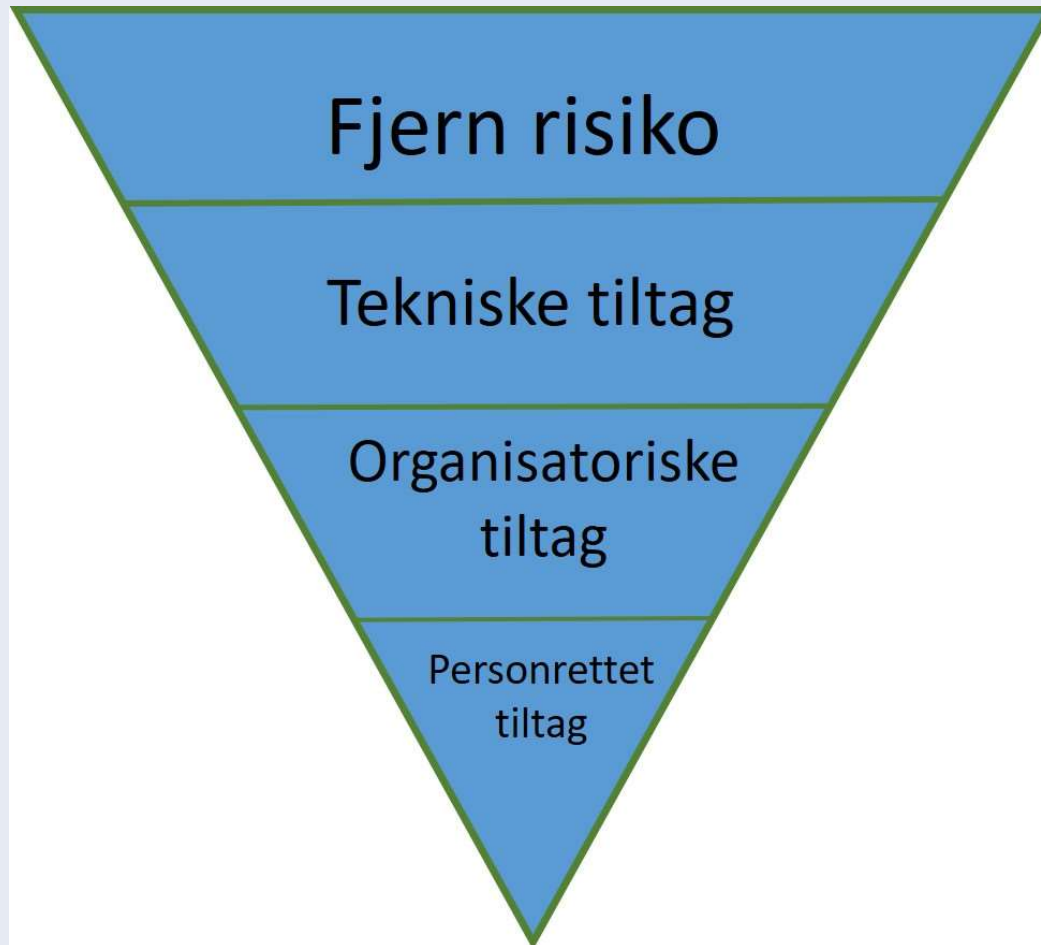 Fjern risiko
Tekniske tiltag
Organisatoriske
tiltag
Personrettet
tiltag